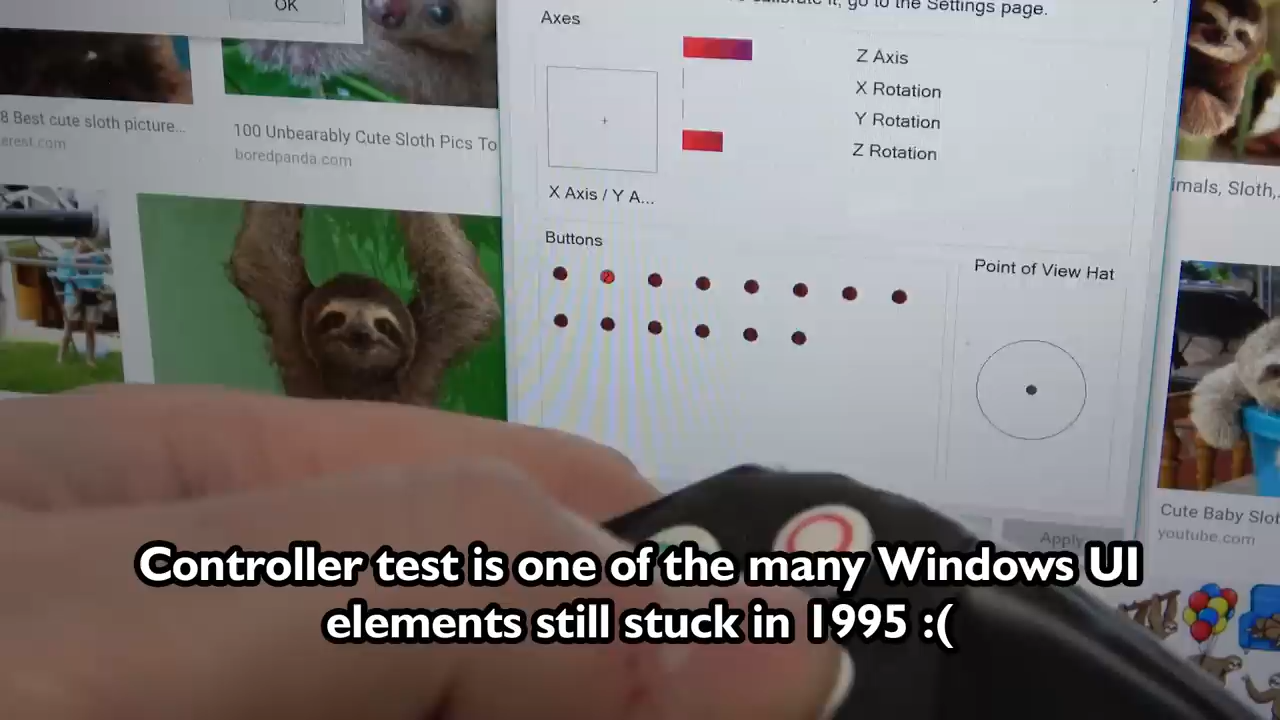 OK
calibrate it, go to the Settings page.
Axes
Z Axis
X Rotation
Y Rotation
Z Rotation
X Axis / Y A...
8 Best cute sloth picture...
erest.com
100 Unbearably Cute Sloth Pics To
boredpanda.com
imals, Sloth,
Buttons
2
Point of View Hat
Cute Baby Slot
youtube.com
Apply
Controller test is one of the many Windows UI
elements still stuck in 1995 :(